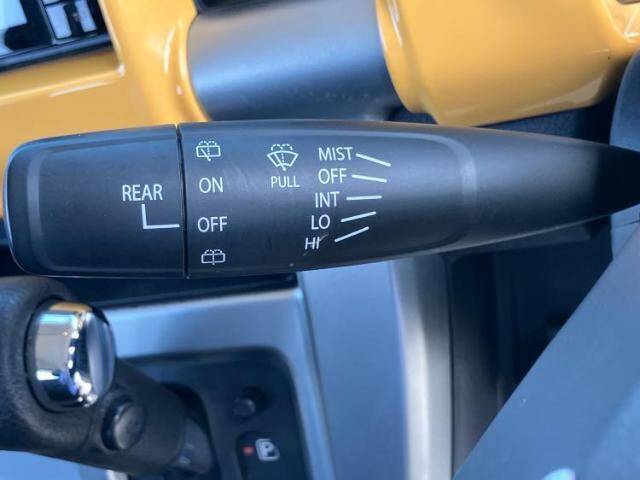 REAR
ON
OFF
PULL
MIST
OFF
INT
LO
HI